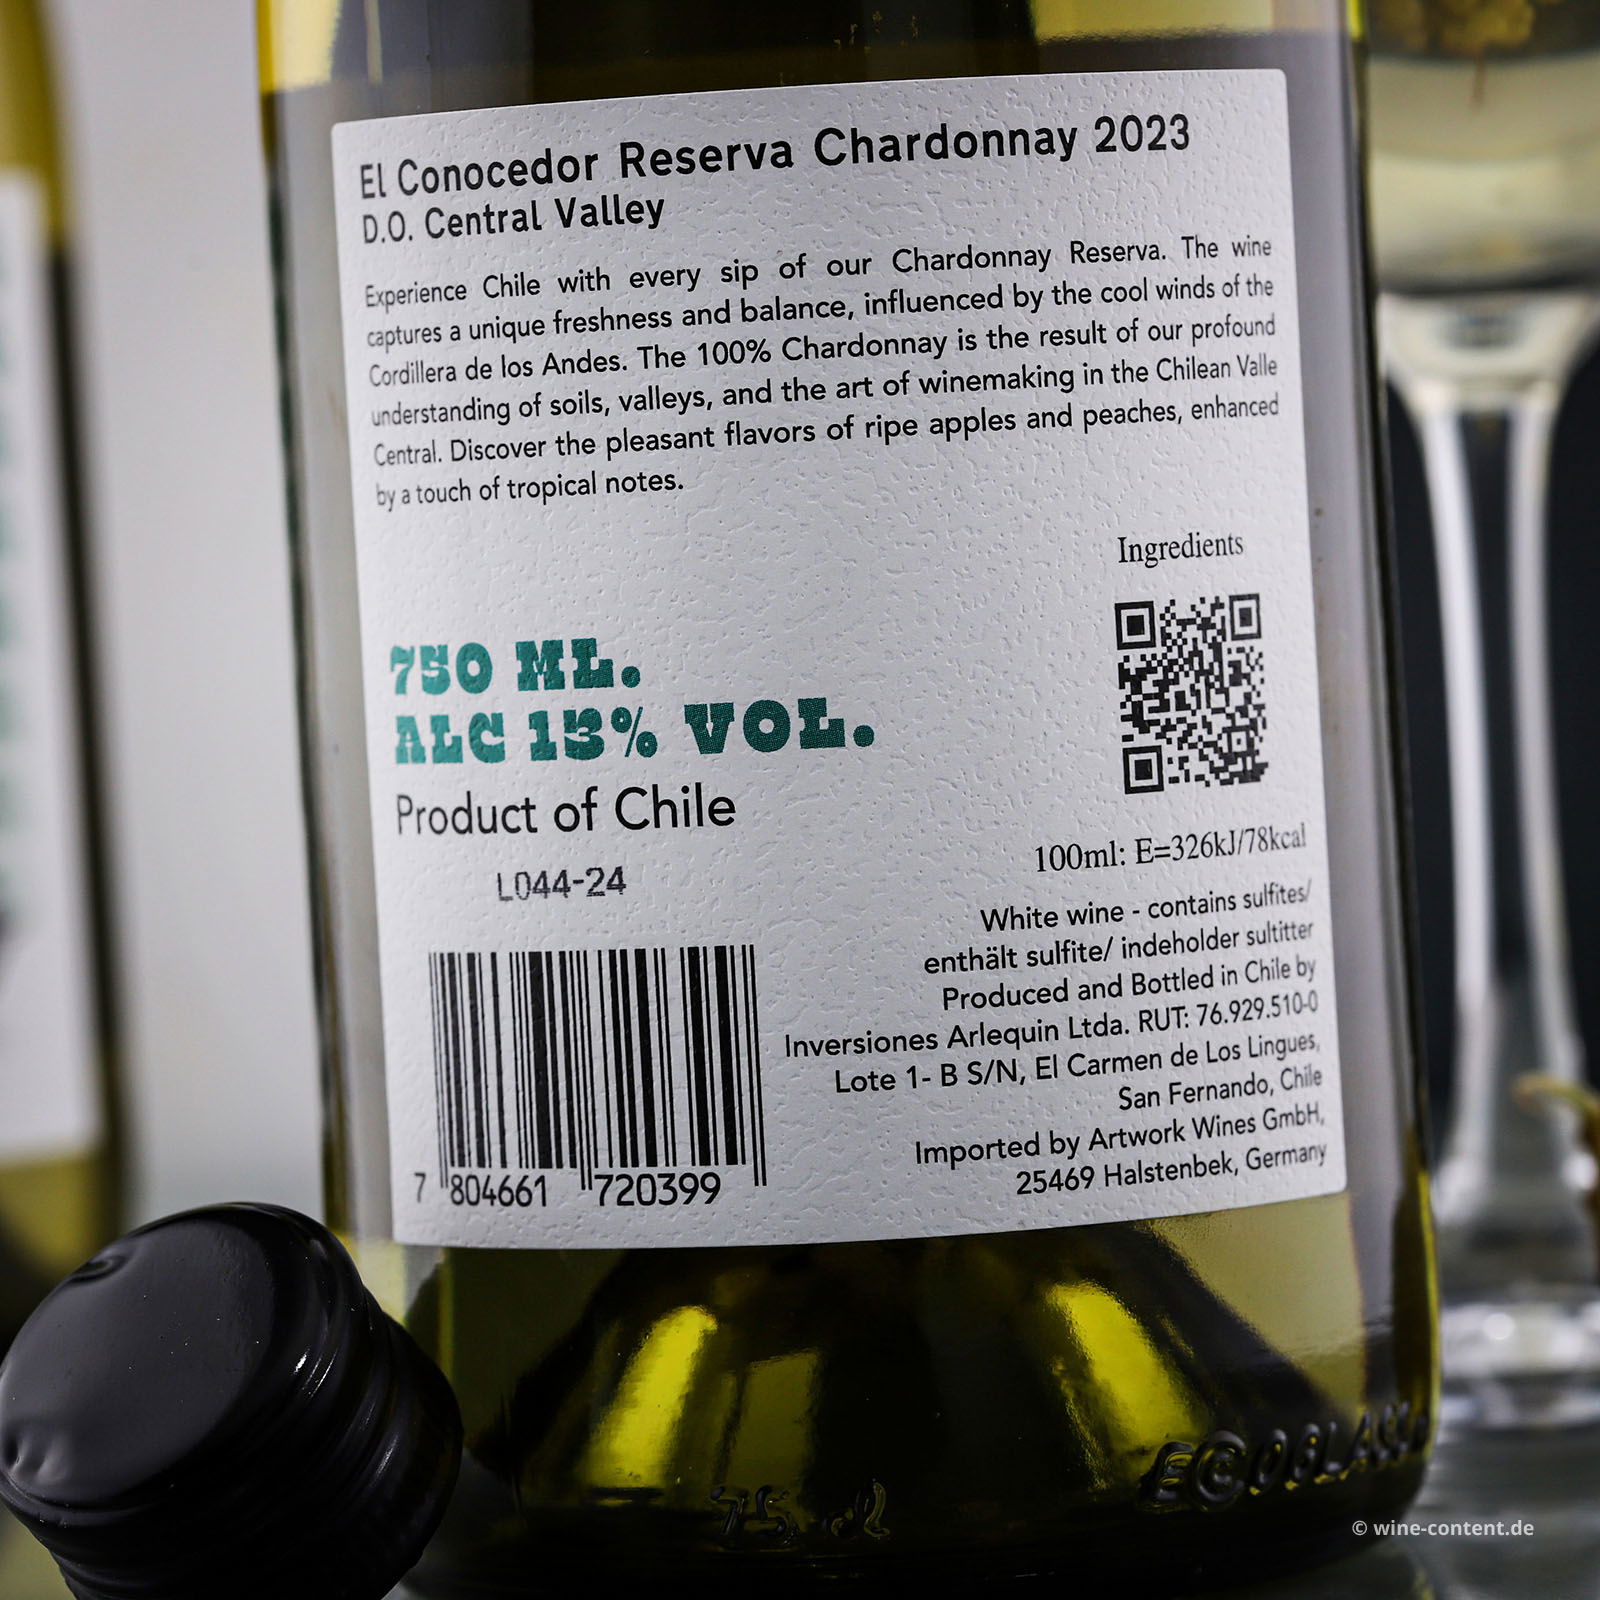 El Conocedor Reserva Chardonnay 2023
D.O. Central Valley
Experience Chile with every sip of our Chardonnay Reserva. The wine
captures a unique freshness and balance, influenced by the cool winds of the
Cordillera de los Andes. The 100% Chardonnay is the result of our profound
understanding of soils, valleys, and the art of winemaking in the Chilean Valle
Central. Discover the pleasant flavors of ripe apples and peaches, enhanced
by a touch of tropical notes.
Ingredients
750 ML.
ALC 13% VOL.
Product of Chile
L044-24
100ml: E=326kJ/78kcal
White wine - contains sulfites/
enthält sulfite/ indeholder sultitter
Produced and Bottled in Chile by
Inversiones Arlequin Ltda. RUT: 76.929.510-0
Lote 1- B S/N, El Carmen de Los Lingues,
San Fernando, Chile
Imported by Artwork Wines GmbH,
25469 Halstenbek, Germany
7 804661 720399
75 cl
ECOGLASS
© wine-content.de